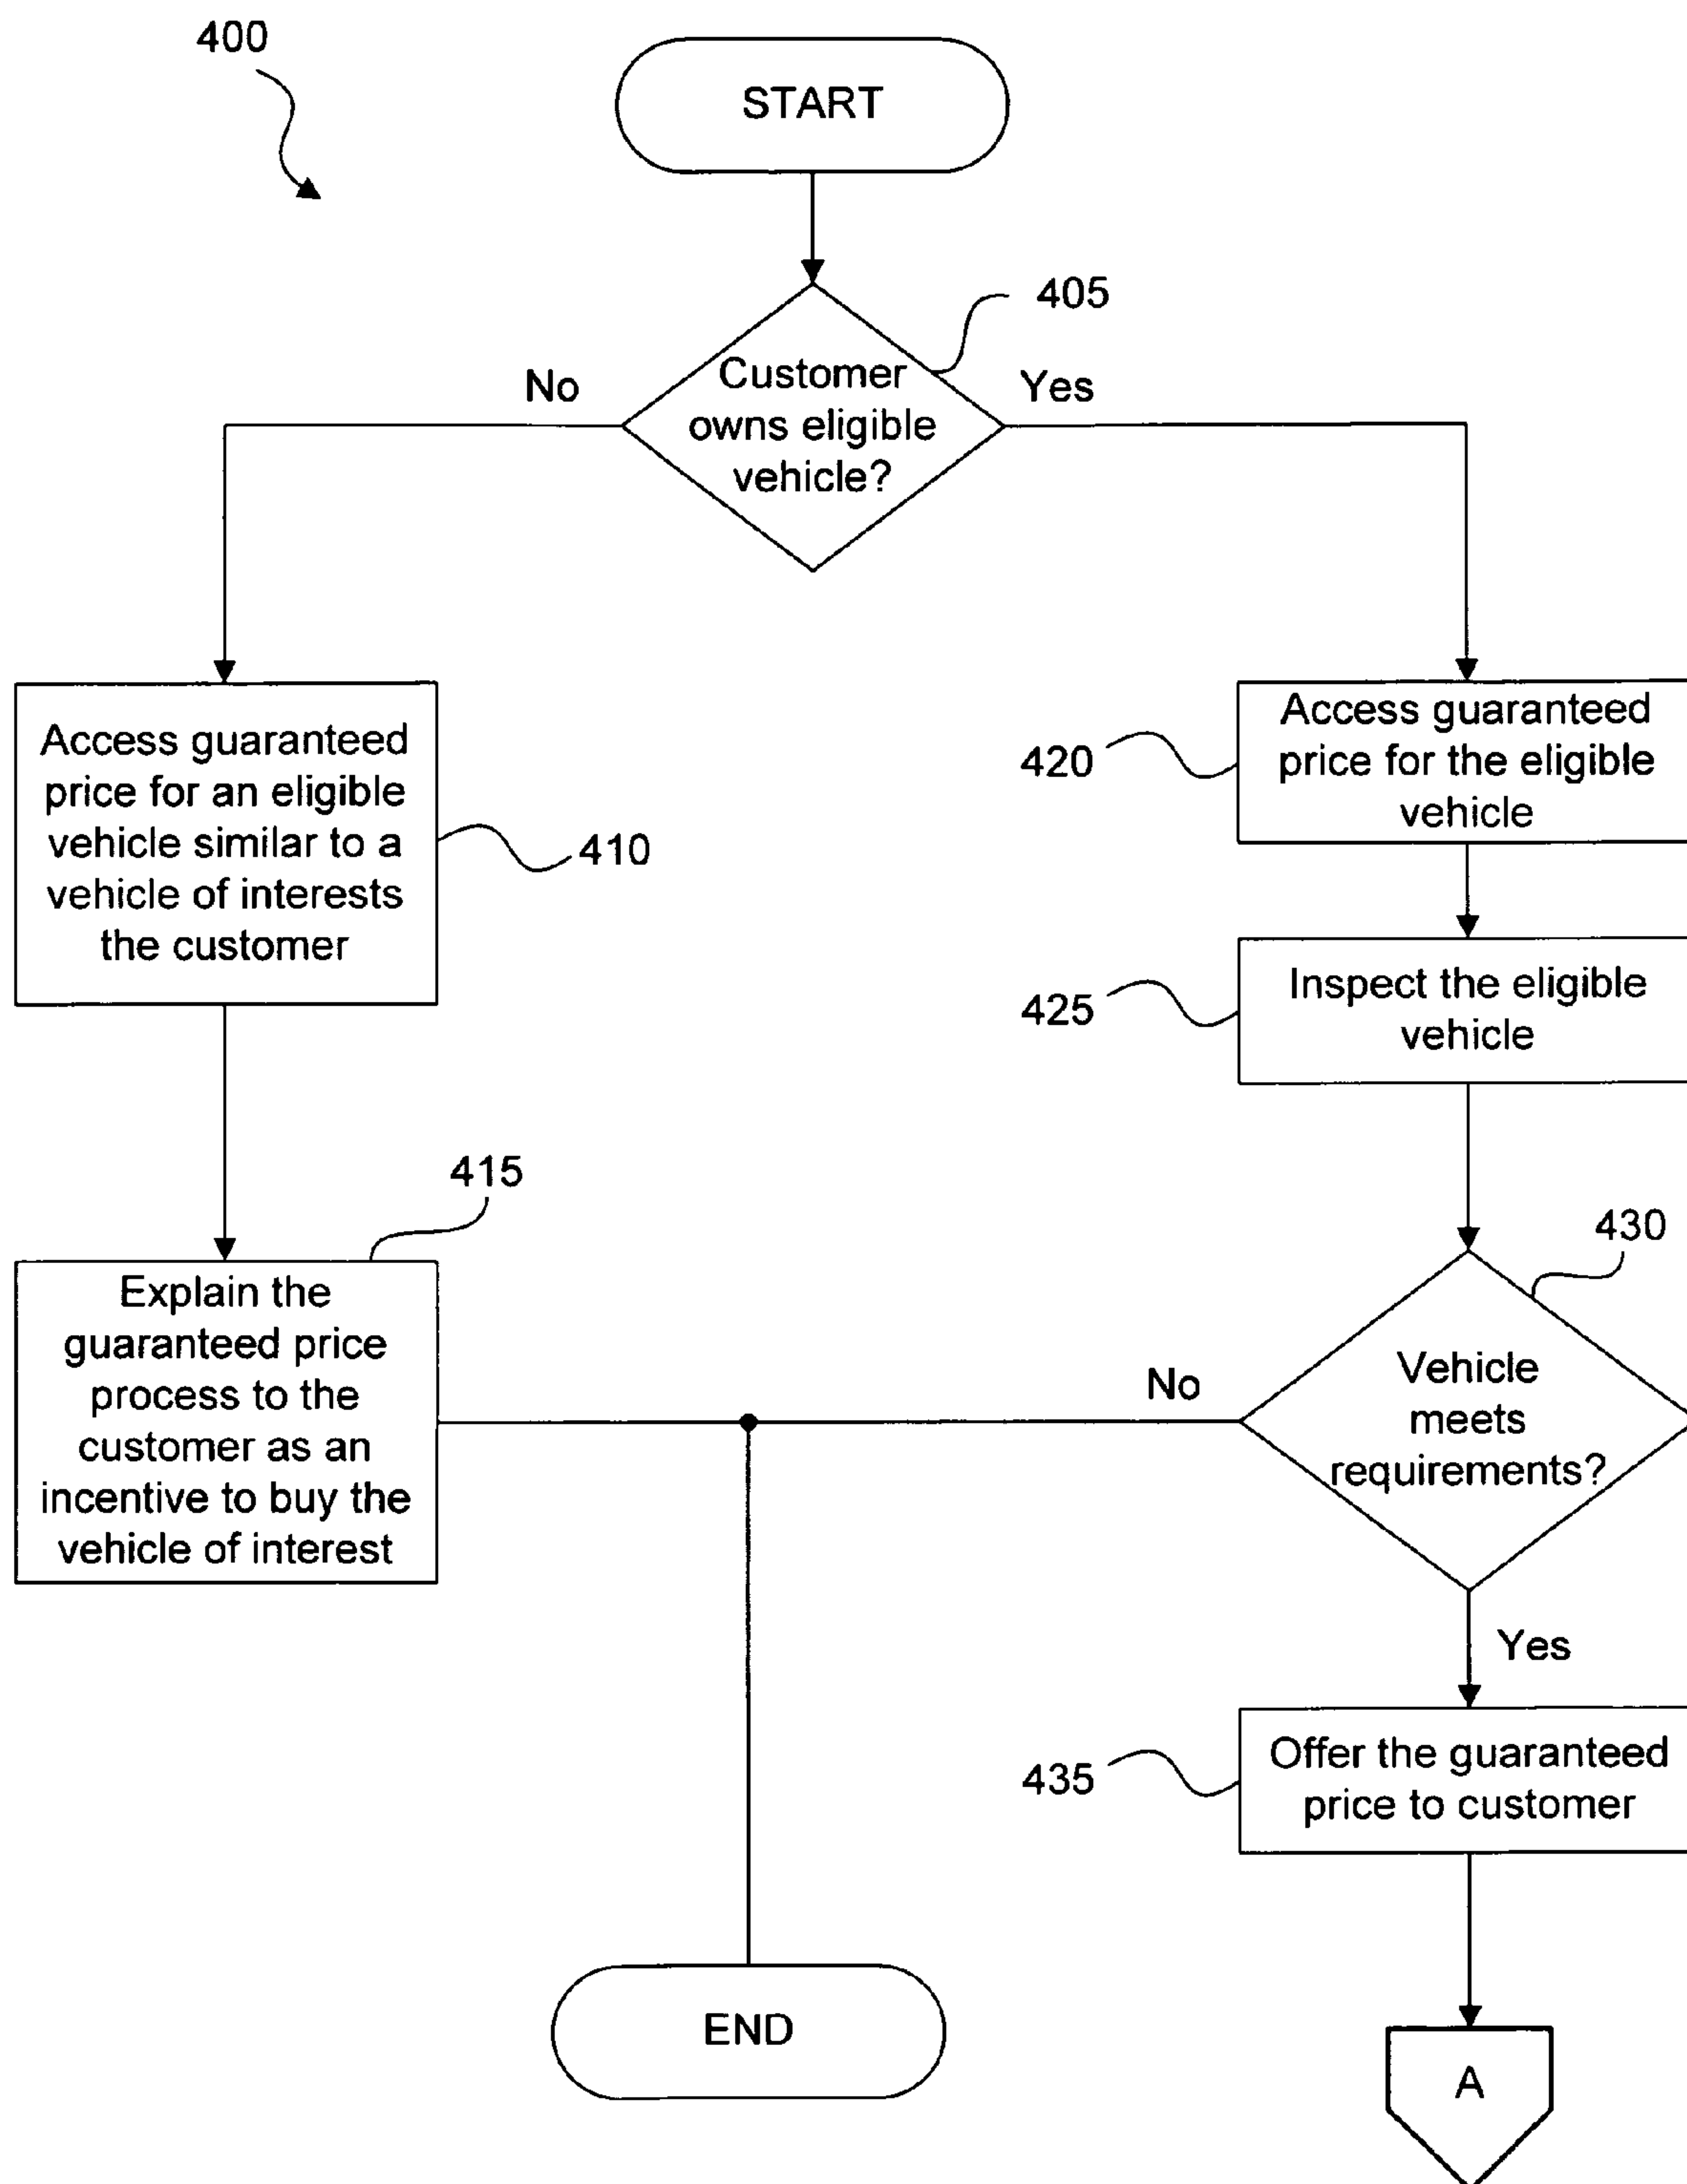 400
START
405
No
Yes
Customer
owns eligible
vehicle?
Access guaranteed
price for an eligible
vehicle similar to a
vehicle of interests
the customer
410
420
Access guaranteed
price for the eligible
vehicle
425
Inspect the eligible
vehicle
415
Explain the
guaranteed price
process to the
customer as an
incentive to buy the
vehicle of interest
430
No
Vehicle
meets
requirements?
Yes
435
Offer the guaranteed
price to customer
END
A